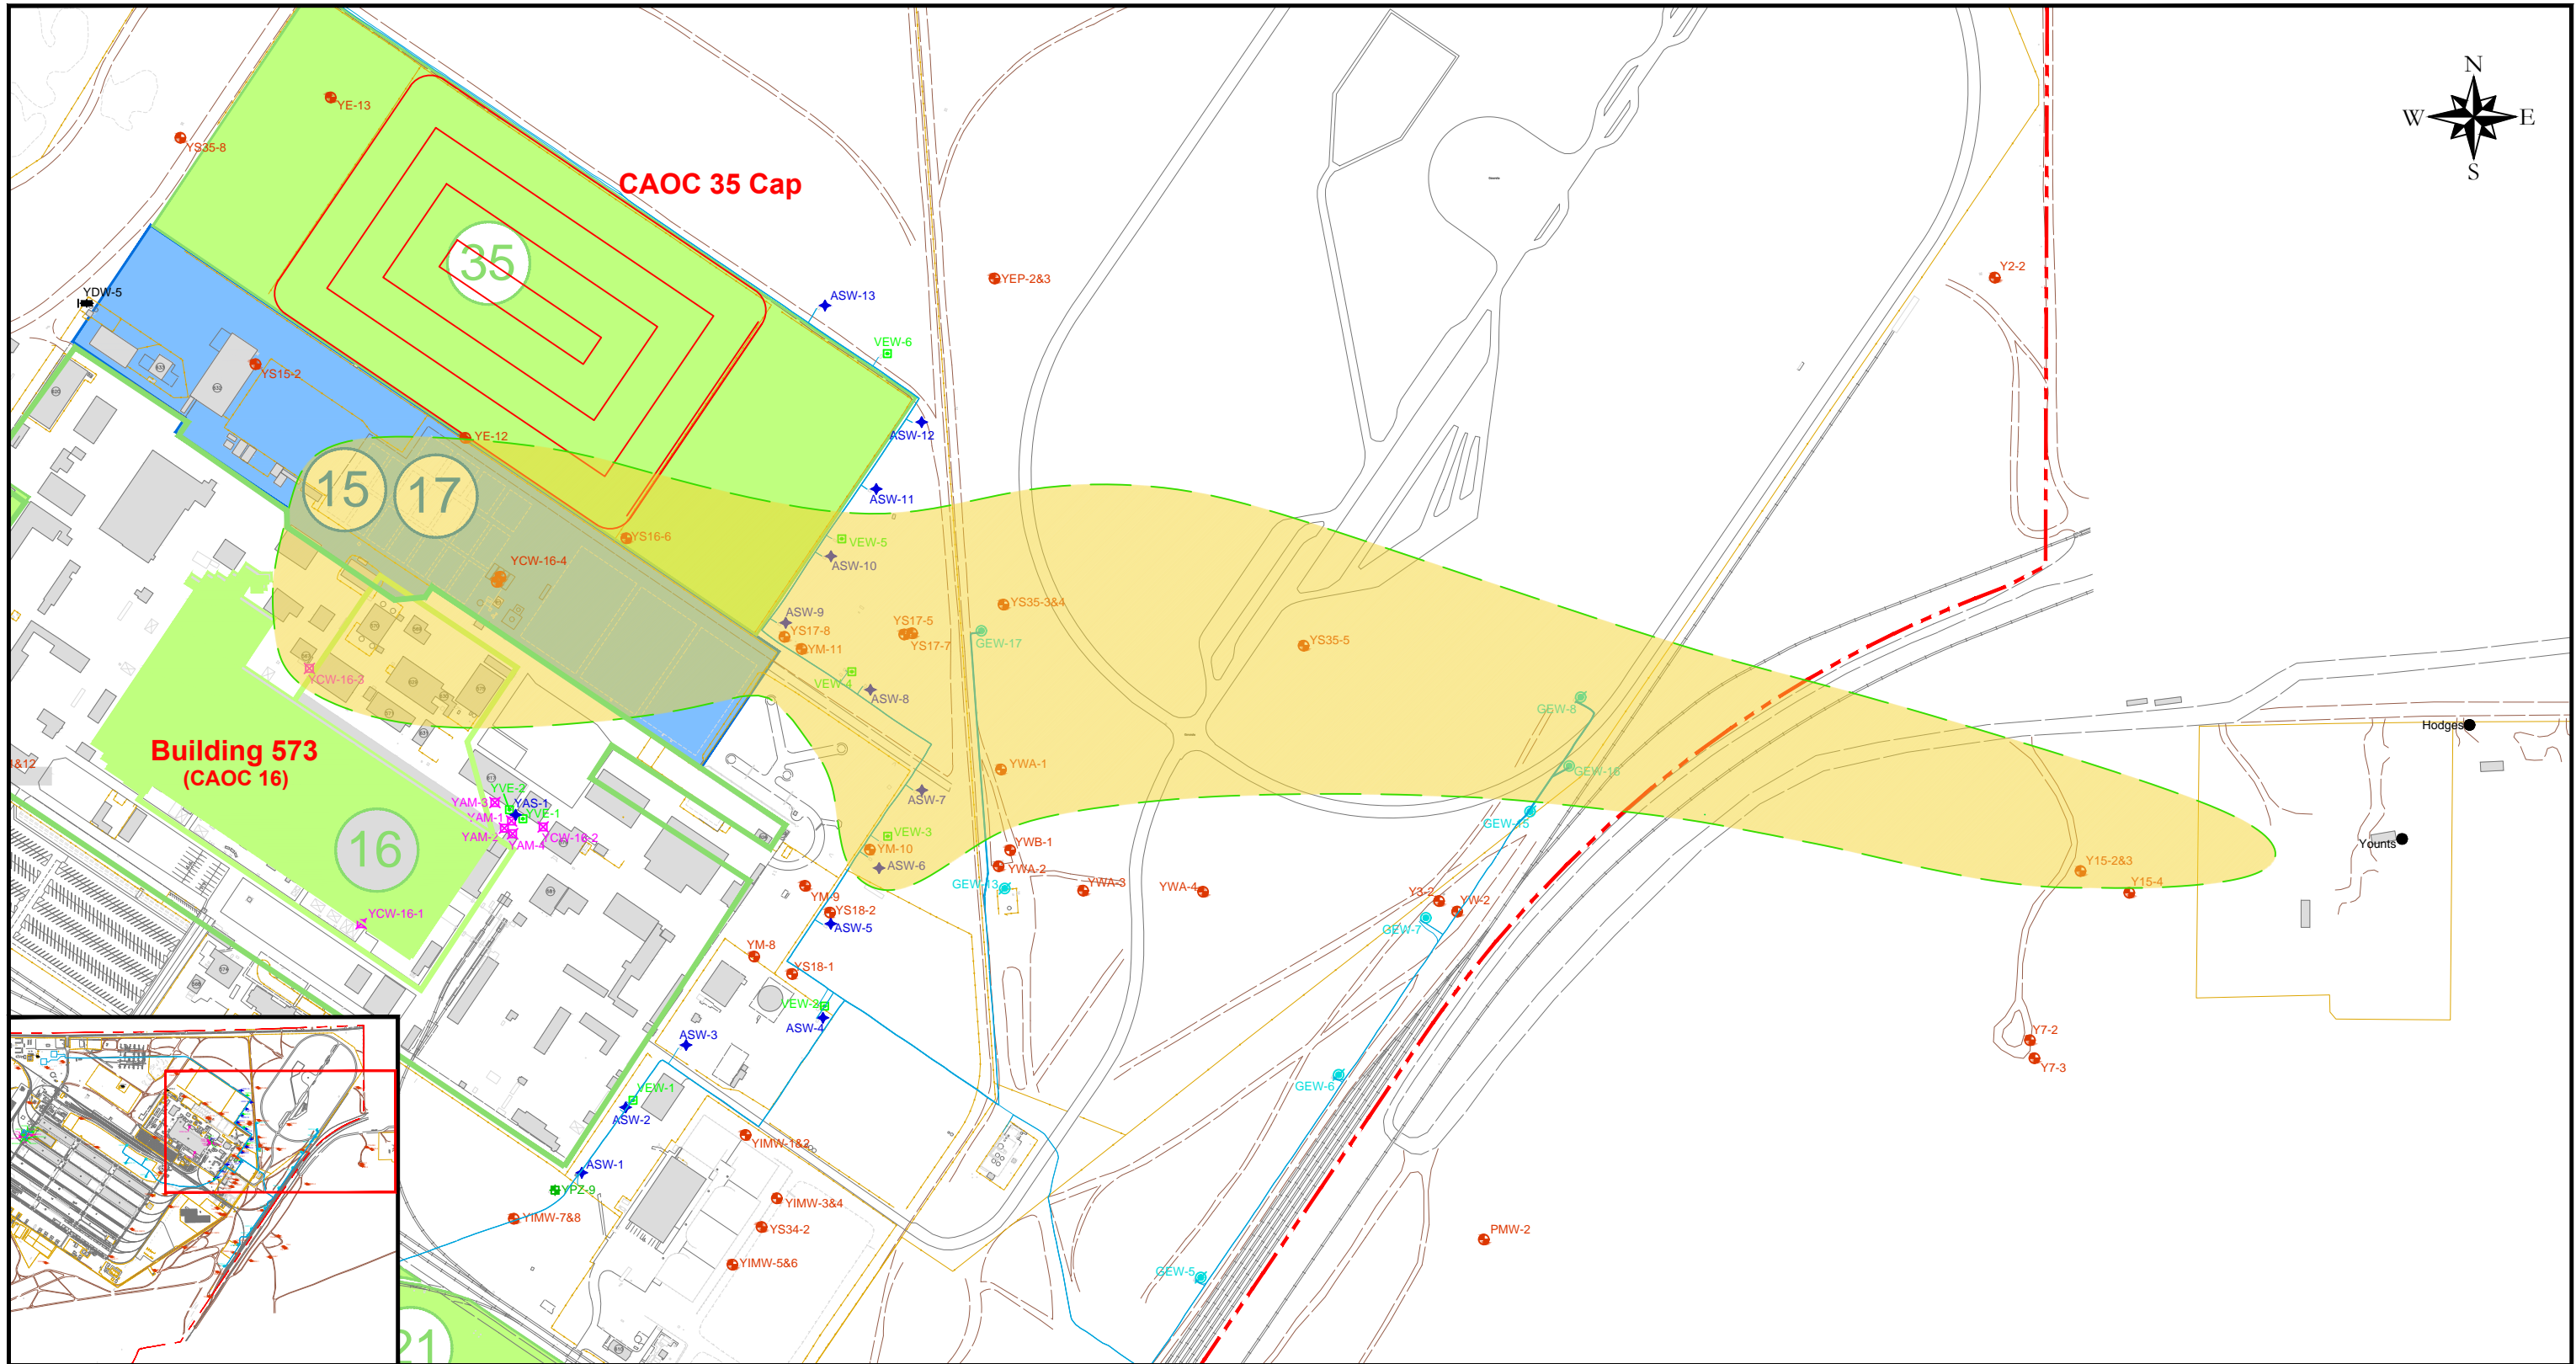 N
W
E
S
YE-13
YS35-8
CAOC 35 Cap
35
YEP-2&3
Y2-2
YDW-5
ASW-13
VEW-6
YS15-2
ASW-12
YE-12
15
17
ASW-11
YS16-6
VEW-5
YCW-16-4
ASW-10
YS35-3&4
ASW-9
YS17-5
YS17-8
YS17-7
GEW-17
YS35-5
YM-11
YCW-16-3
VEW-4
ASW-8
GEW-8
Hodges
Building 573
(CAOC 16)
1&12
YWA-1
GEW-16
YVE-2
ASW-7
YAM-3
YAS-1
YVE-1
YAM-1
GEW-15
YAM-2
YCW-16-2
VEW-3
YAM-4
16
YM-10
YWB-1
Younts
ASW-6
YWA-2
Y15-2&3
GEW-13
YWA-3
YWA-4
Y15-4
YM-9
Y3-2
YW-2
YCW-16-1
YS18-2
ASW-5
GEW-7
YM-8
YS18-1
VEW-2
ASW-4
Y7-2
ASW-3
Y7-3
VEW-1
GEW-6
ASW-2
YIMW-1&2
ASW-1
YPZ-9
YIMW-3&4
YIMW-7&8
YS34-2
PMW-2
YIMW-5&6
GEW-5
21